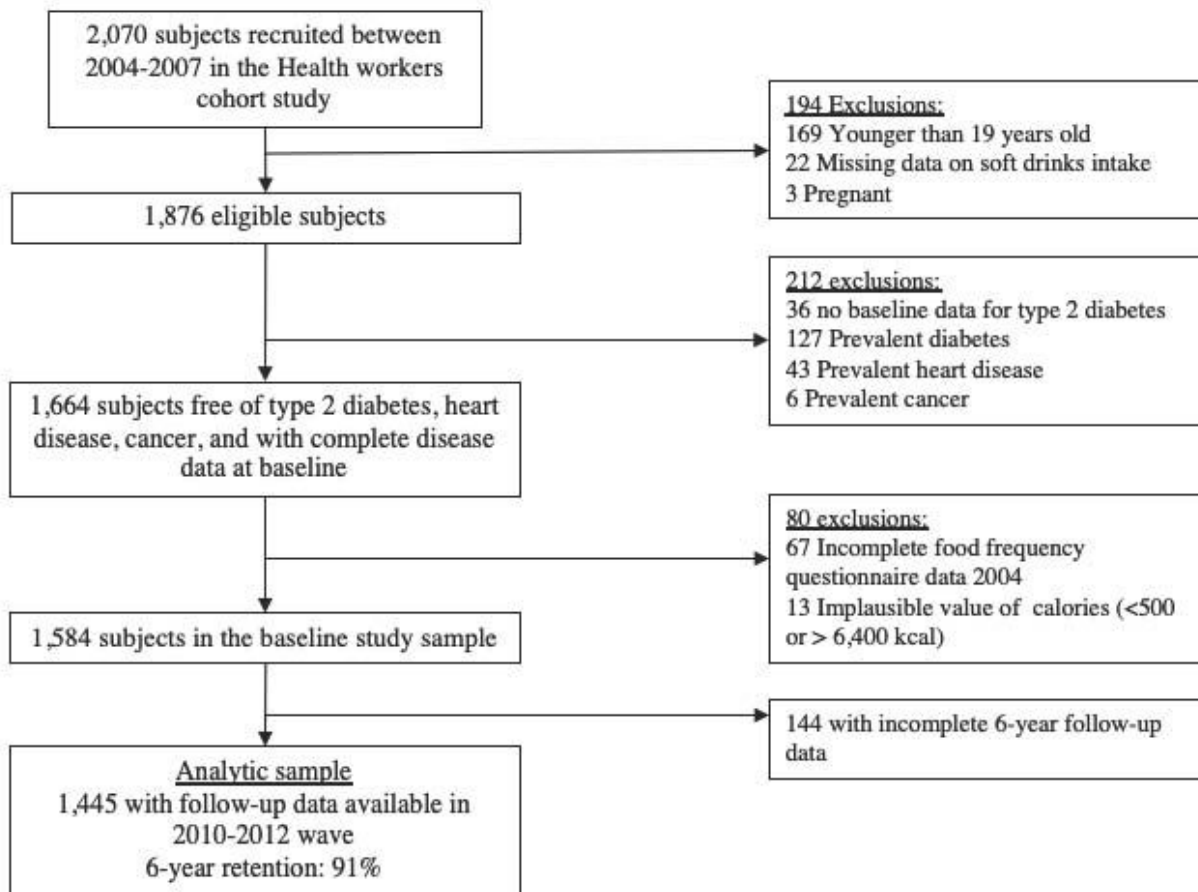 2,070 subjects recruited between
2004-2007 in the Health workers
cohort study
194 Exclusions:
169 Younger than 19 years old
22 Missing data on soft drinks intake
3 Pregnant
1,876 eligible subjects
212 exclusions:
36 no baseline data for type 2 diabetes
127 Prevalent diabetes
43 Prevalent heart disease
6 Prevalent cancer
1,664 subjects free of type 2 diabetes, heart
disease, cancer, and with complete disease
data at baseline
80 exclusions:
67 Incomplete food frequency
questionnaire data 2004
13 Implausible value of calories (<500
or > 6,400 kcal)
1,584 subjects in the baseline study sample
144 with incomplete 6-year follow-up
data
Analytic sample
1,445 with follow-up data available in
2010-2012 wave
6-year retention: 91%